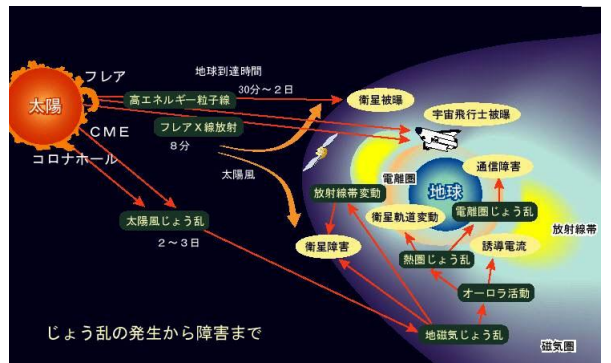 フレア
太陽
地球到達時間
30分～2日
高エネルギー粒子線
衛星被曝
宇宙飛行士被曝
CME
フレアX線放射
8分
コロナホール
太陽風
電離圏
通信障害
放射線帯変動
地球
太陽風じょう乱
2～3日
衛星軌道変動
電離圏じょう乱
放射線帯
衛星障害
熱圏じょう乱
誘導電流
オーロラ活動
じょう乱の発生から障害まで
地磁気じょう乱
磁気圏